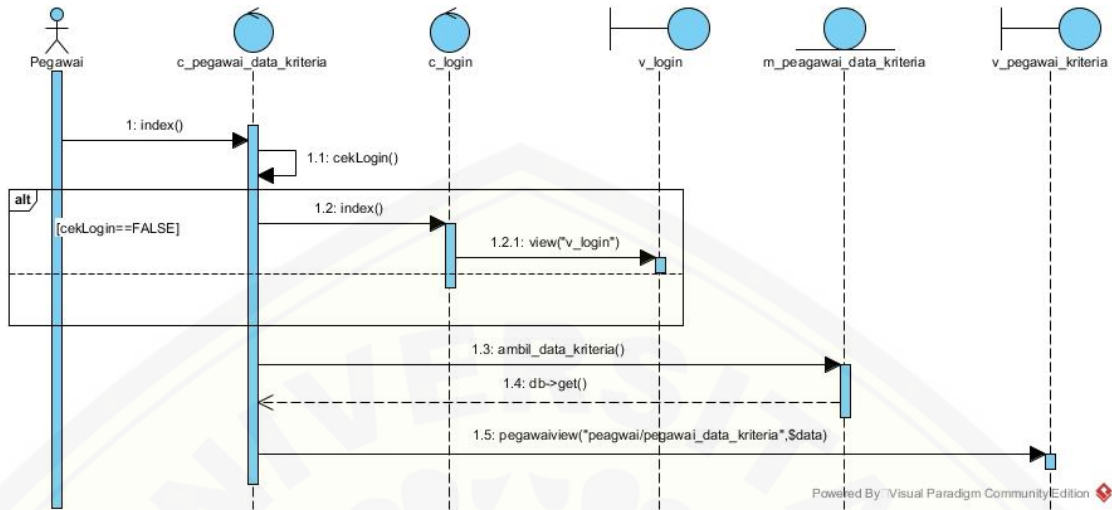 Pegawai
c_pegawai_data_kriteria
c_login
v_login
m_peagawai_data_kriteria
v_pegawai_kriteria
1: index()
1.1: cekLogin()
alt
1.2: index()
[cekLogin==FALSE]
1.2.1: view("v_login")
1.3: ambil_data_kriteria()
1.4: db->get()
1.5: pegawaiview("peagwai/pegawai_data_kriteria",$data)
Powered By Visual Paradigm Community Edition